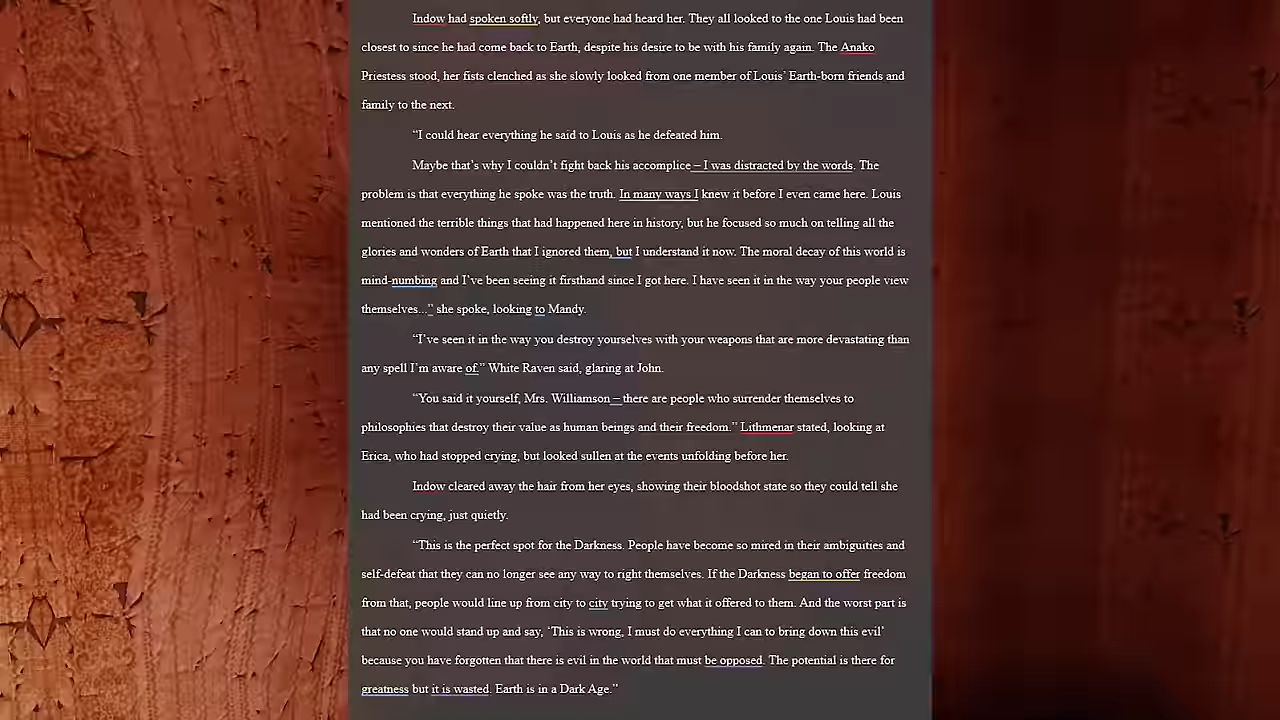 Indow had spoken softly, but everyone had heard her. They all looked to the one Louis had been
closest to since he had come back to Earth, despite his desire to be with his family again. The Anako
Priestess stood, her fists clenched as she slowly looked from one member of Louis’ Earth-born friends and
family to the next.
“I could hear everything he said to Louis as he defeated him.
Maybe that’s why I couldn’t fight back his accomplice – I was distracted by the words. The
problem is that everything he spoke was the truth. In many ways I knew it before I even came here. Louis
mentioned the terrible things that had happened here in history, but he focused so much on telling all the
glories and wonders of Earth that I ignored them, but I understand it now. The moral decay of this world is
mind-numbing and I’ve been seeing it firsthand since I got here. I have seen it in the way your people view
themselves...” she spoke, looking to Mandy.
“I’ve seen it in the way you destroy yourselves with your weapons that are more devastating than
any spell I’m aware of.” White Raven said, glaring at John.
“You said it yourself, Mrs. Williamson – there are people who surrender themselves to
philosophies that destroy their value as human beings and their freedom.” Lithmenar stated, looking at
Erica, who had stopped crying, but looked sullen at the events unfolding before her.
Indow cleared away the hair from her eyes, showing their bloodshot state so they could tell she
had been crying, just quietly.
“This is the perfect spot for the Darkness. People have become so mired in their ambiguities and
self-defeat that they can no longer see any way to right themselves. If the Darkness began to offer freedom
from that, people would line up from city to city trying to get what it offered to them. And the worst part is
that no one would stand up and say, ‘This is wrong, I must do everything I can to bring down this evil’
because you have forgotten that there is evil in the world that must be opposed. The potential is there for
greatness but it is wasted. Earth is in a Dark Age.”